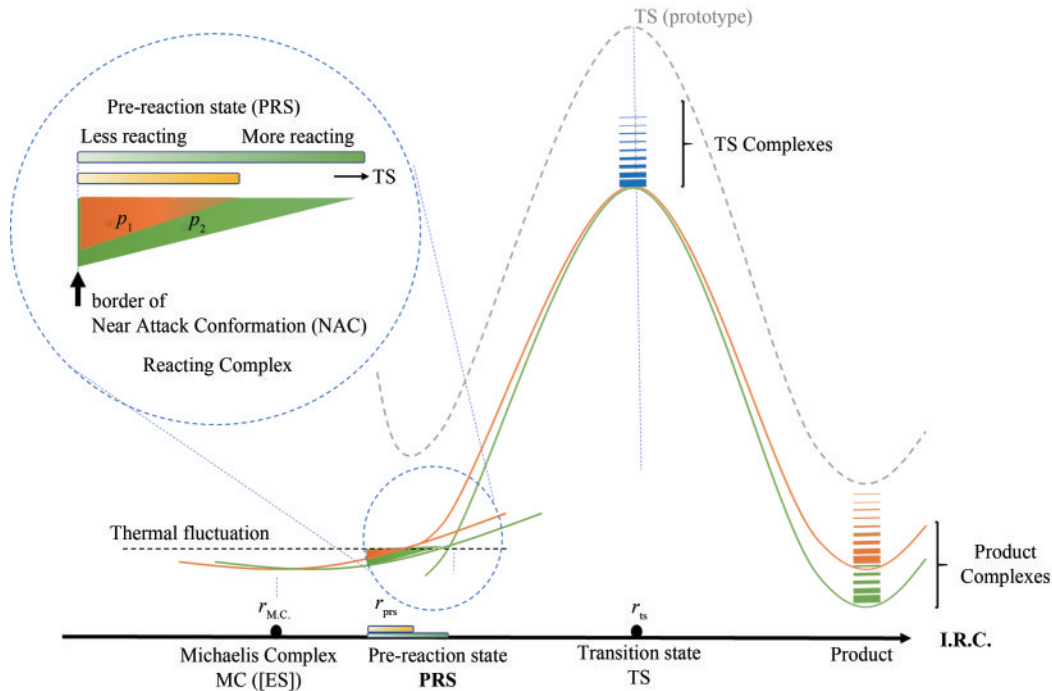 TS (prototype)
Pre-reaction state (PRS)
Less reacting More reacting
TS
p1 p2
border of
Near Attack Conformation (NAC)
Reacting Complex
TS Complexes
Thermal fluctuation
Product
Complexes
rM.C. rprs rts
I.R.C.
Michaelis Complex
MC ([ES])
Pre-reaction state
PRS
Transition state
TS
Product